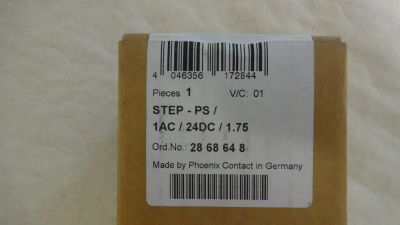 4 046356 172844
Pieces 1 V/C: 01
STEP - PS /
1AC / 24DC / 1.75
Ord.No.: 28 68 64 8
Made by Phoenix Contact in Germany